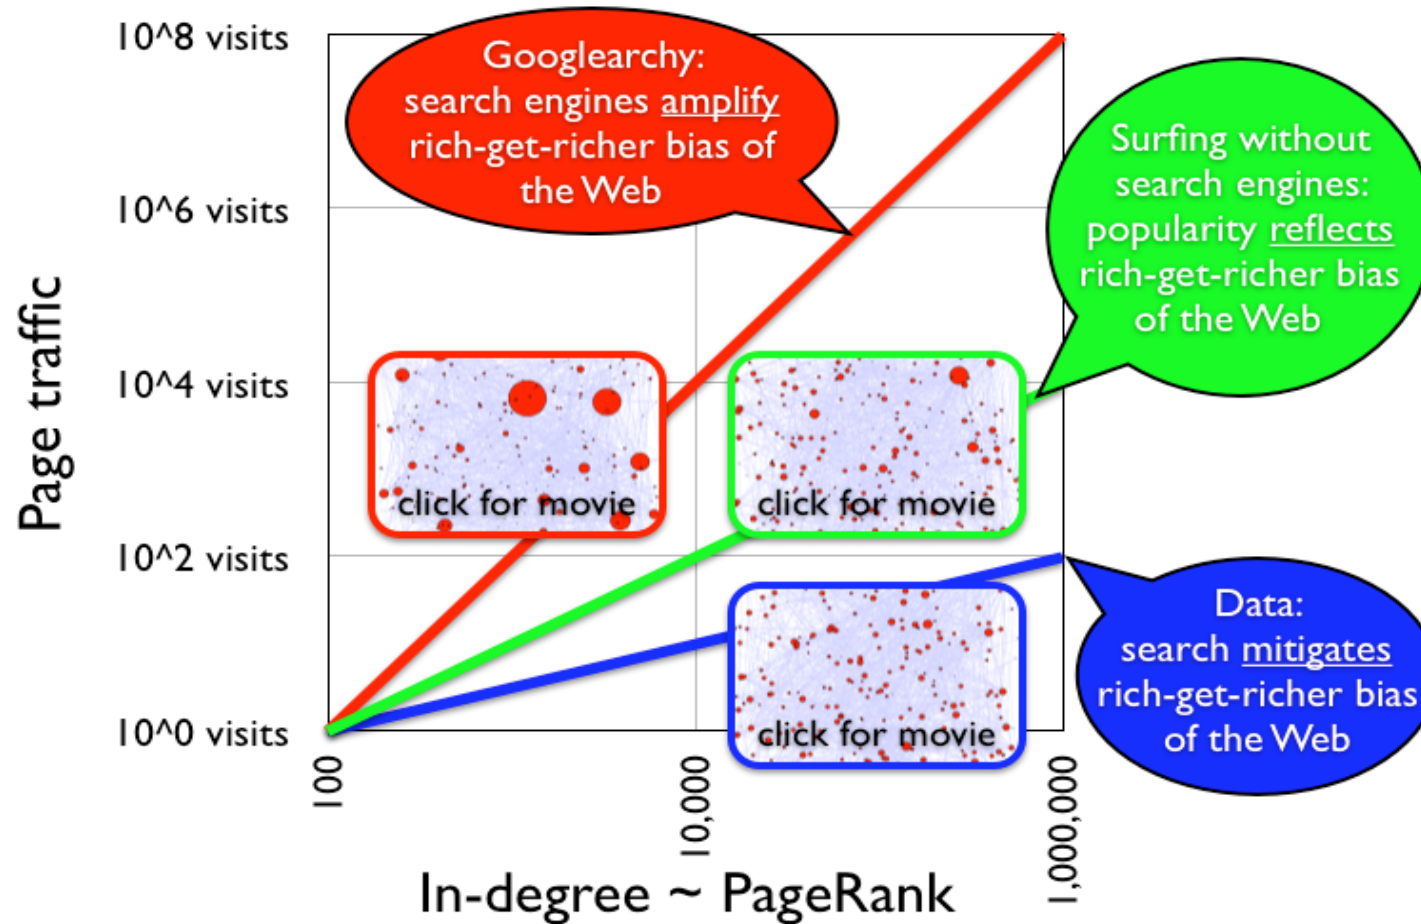 10^8 visits
10^6 visits
10^4 visits
10^2 visits
10^0 visits
Page traffic
Googlearchy:
search engines amplify
rich-get-richer bias of
the Web
Surfing without
search engines:
popularity reflects
rich-get-richer bias
of the Web
click for movie
click for movie
click for movie
Data:
search mitigates
rich-get-richer bias
of the Web
100
10,000
1,000,000
In-degree ~ PageRank